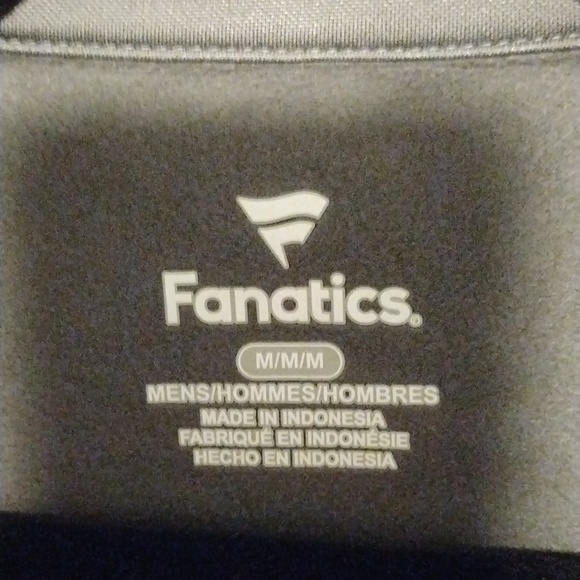 Fanatics.
M/M/M
MENS/HOMMES/HOMBRES
MADE IN INDONESIA
FABRIQUÉ EN INDONÉSIE
HECHO EN INDONESIA